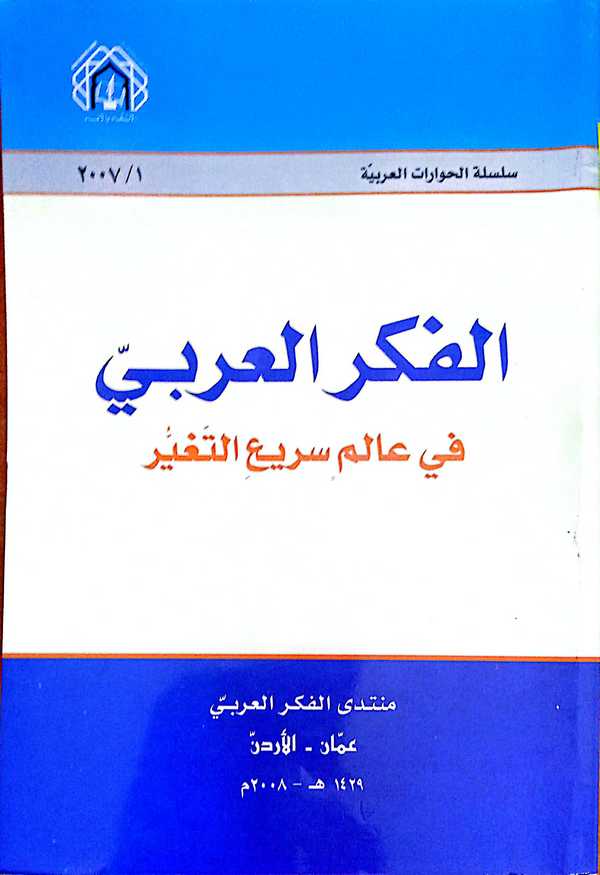 سلسلة الحوارات العربيّة
٢٠٠٧/١
الفكر العربيّ
في عالمٍ سريعِ التَغيُّر
منتدى الفكر العربيّ
عمّان - الأردنّ
١٤٢٩ هـ - ٢٠٠٨م